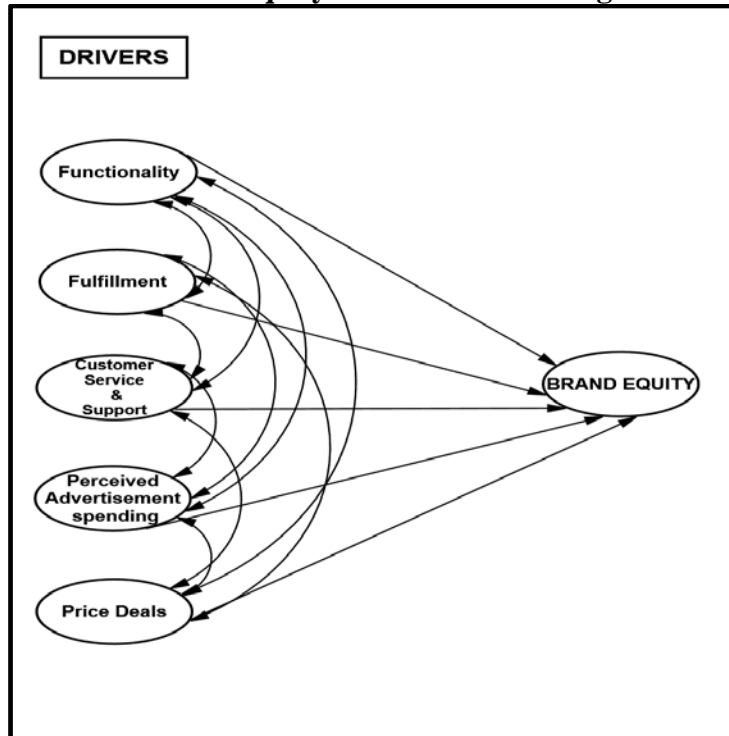 DRIVERS
Functionality
Fulfillment
Customer
Service
&
Support
Perceived
Advertisement
spending
Price Deals
BRAND EQUITY